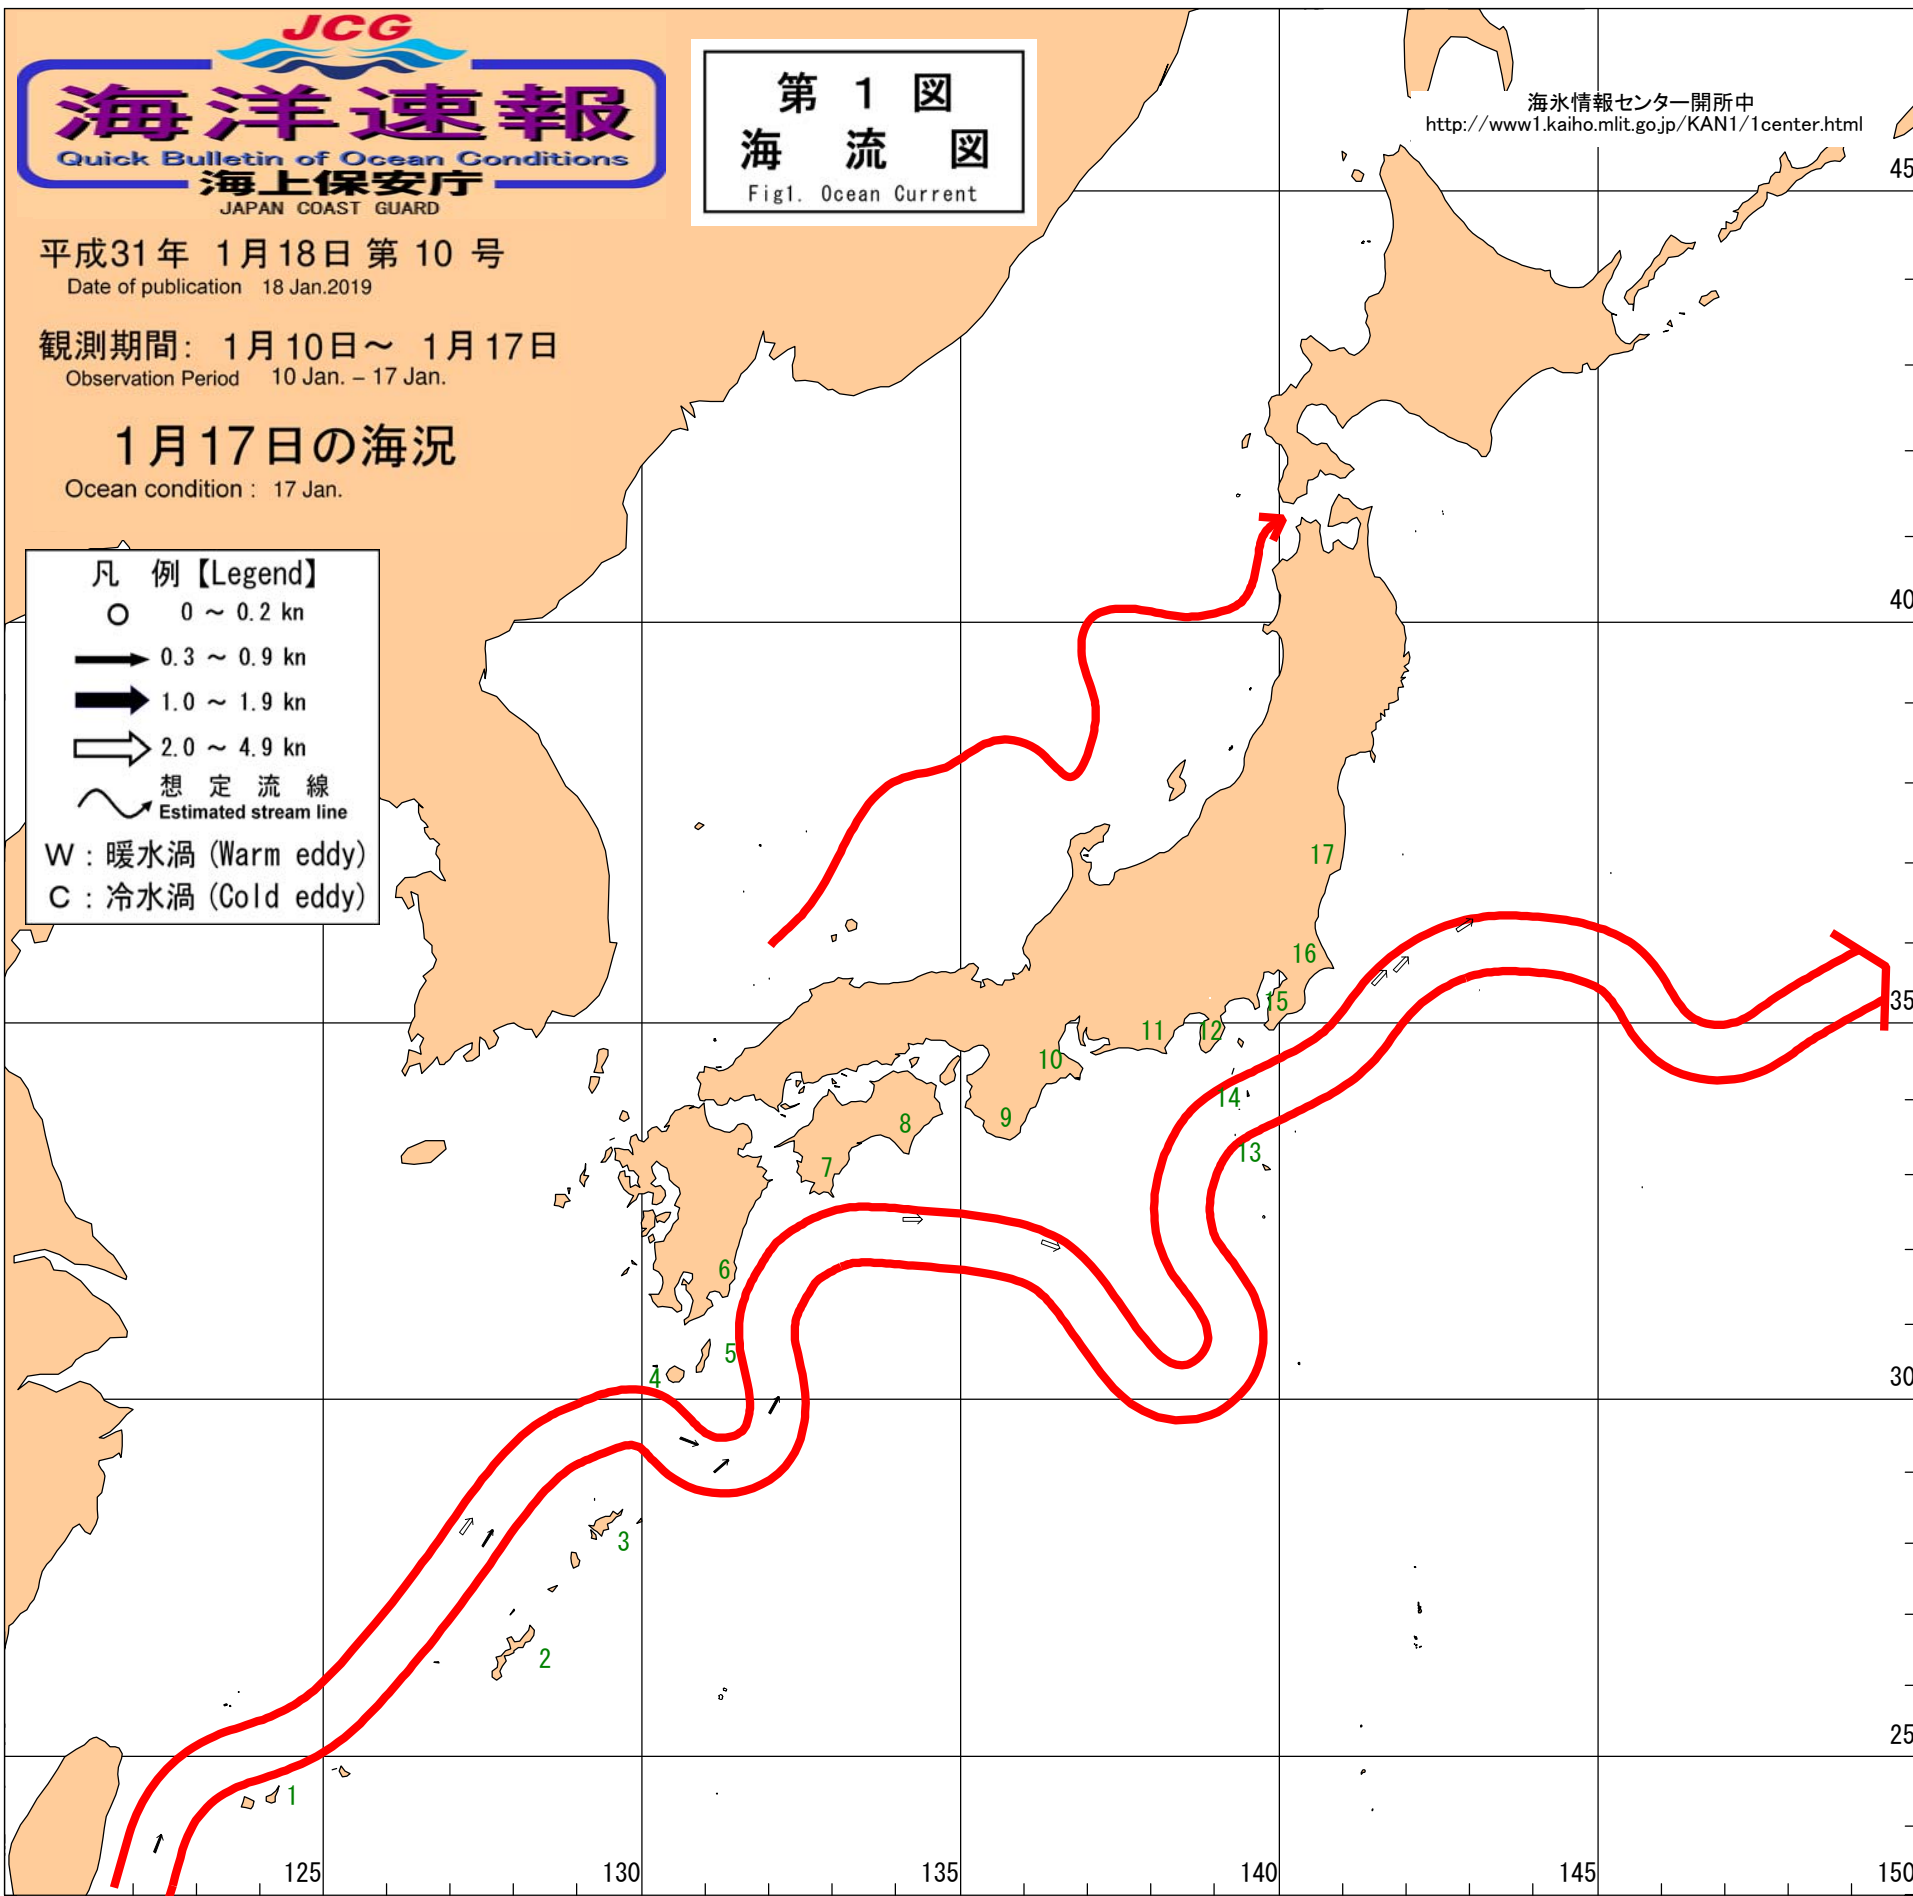 JCG
海洋速報
Quick Bulletin of Ocean Conditions
海上保安庁
JAPAN COAST GUARD
平成31年 1月18日 第 10 号
Date of publication 18 Jan.2019
観測期間: 1月10日～ 1月17日
Observation Period 10 Jan. – 17 Jan.
1月17日の海況
Ocean condition : 17 Jan.
第 1 図
海 流 図
Fig1. Ocean Current
海氷情報センター開所中
http://www1.kaiho.mlit.go.jp/KAN1/1center.html
凡 例【Legend】
0 ～ 0.2 kn
0.3 ～ 0.9 kn
1.0 ～ 1.9 kn
2.0 ～ 4.9 kn
想 定 流 線
Estimated stream line
W : 暖水渦 (Warm eddy)
C : 冷水渦 (Cold eddy)
45
40
35
30
25
17
16
15
14
13
12
11
10
9
8
7
6
5
4
3
2
1
125
130
135
140
145
150